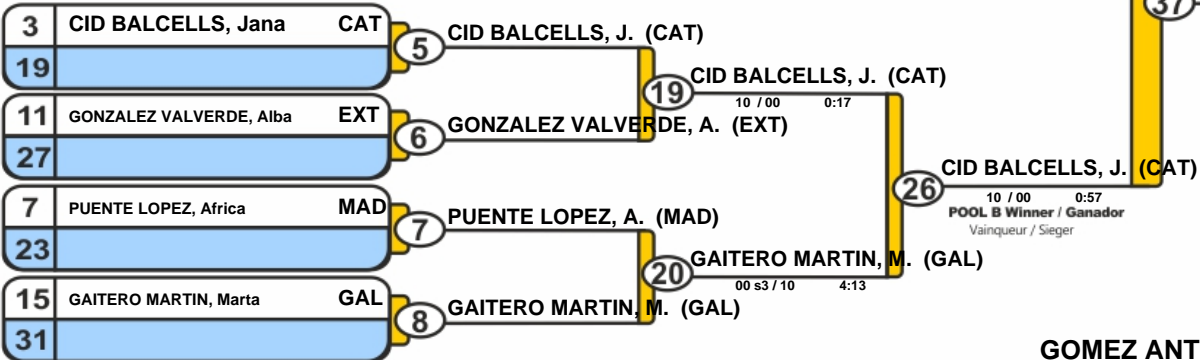 37
3 CID BALCELLS, Jana CAT
19
5
CID BALCELLS, J. (CAT)
19
CID BALCELLS, J. (CAT)
10 / 00 0:17
11 GONZALEZ VALVERDE, Alba EXT
27
6
GONZALEZ VALVERDE, A. (EXT)
26
CID BALCELLS, J. (CAT)
10 / 00 0:57
POOL B Winner / Ganador
Vainqueur / Sieger
7 PUENTE LOPEZ, Africa MAD
23
7
PUENTE LOPEZ, A. (MAD)
20
GAITERO MARTIN, M. (GAL)
00 s3 / 10 4:13
15 GAITERO MARTIN, Marta GAL
31
8
GAITERO MARTIN, M. (GAL)
GOMEZ ANT